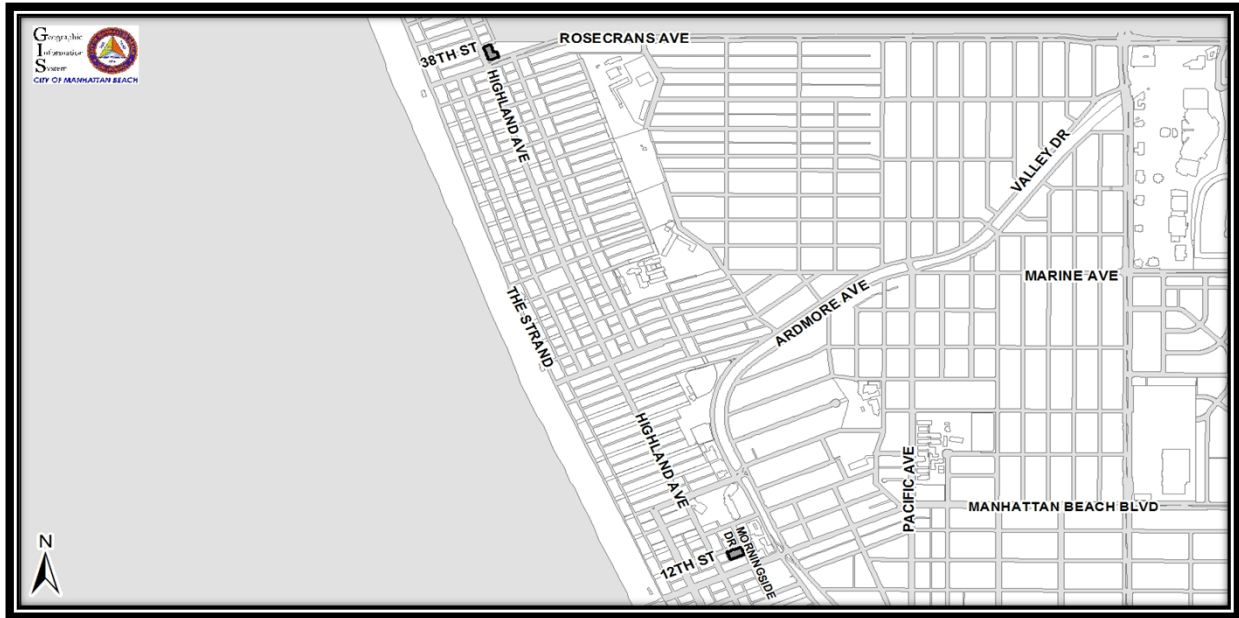 Geographic
Information
System
CITY OF MANHATTAN BEACH
38TH ST
ROSECRANS AVE
HIGHLAND AVE
VALLEY DR
MARINE AVE
THE STRAND
ARDMORE AVE
HIGHLAND AVE
PACIFIC AVE
MANHATTAN BEACH BLVD
12TH ST
MORNINGSIDE
DR
N